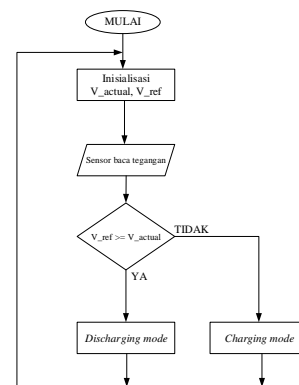 MULAI
Inisialisasi
V_actual, V_ref
Sensor baca tegangan
V_ref >= V_actual
TIDAK
YA
Discharging mode
Charging mode